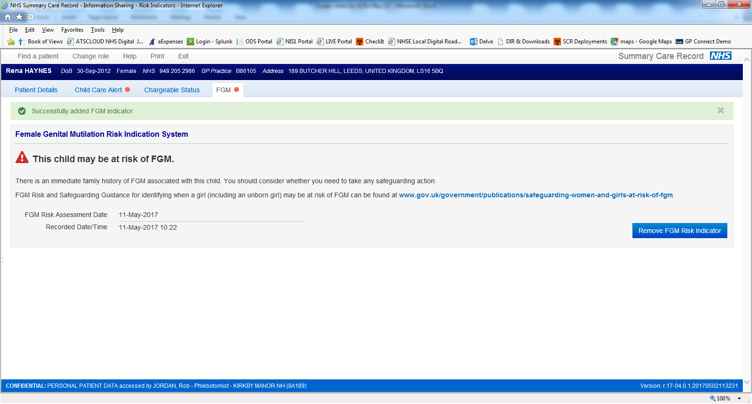 NHS Summary Care Record - Information Sharing - Risk Indicators - Internet Explorer
File Edit View Favorites Tools Help
Book of Views ATSCLOUD NHS Digital J... eExpenses Login - Splunk ODS Portal NIS1 Portal LIVE Portal CheckIt NHSE Local Digital Road... Delve DIR & Downloads SCR Deployments maps - Google Maps GP Connect Demo
Find a patient Change role Help Print Exit Summary Care Record NHS
Rena HAYNES DoB 30-Sep-2012 Female NHS 948 205 2986 GP Practice B86105 Address 189 BUTCHER HILL, LEEDS, UNITED KINGDOM, LS16 5BQ
Patient Details Child Care Alert Chargeable Status FGM
Successfully added FGM indicator
Female Genital Mutilation Risk Indication System
This child may be at risk of FGM.
There is an immediate family history of FGM associated with this child. You should consider whether you need to take any safeguarding action.
FGM Risk and Safeguarding Guidance for identifying when a girl (including an unborn girl) may be at risk of FGM can be found at www.gov.uk/government/publications/safeguarding-women-and-girls-at-risk-of-fgm.
FGM Risk Assessment Date 11-May-2017
Recorded Date/Time 11-May-2017 10:22
Remove FGM Risk Indicator
CONFIDENTIAL: PERSONAL PATIENT DATA accessed by JORDAN, Rob - Phlebotomist - KIRKBY MANOR NH (8A189) Version: r.17-04.0.1.20170502113231
100%